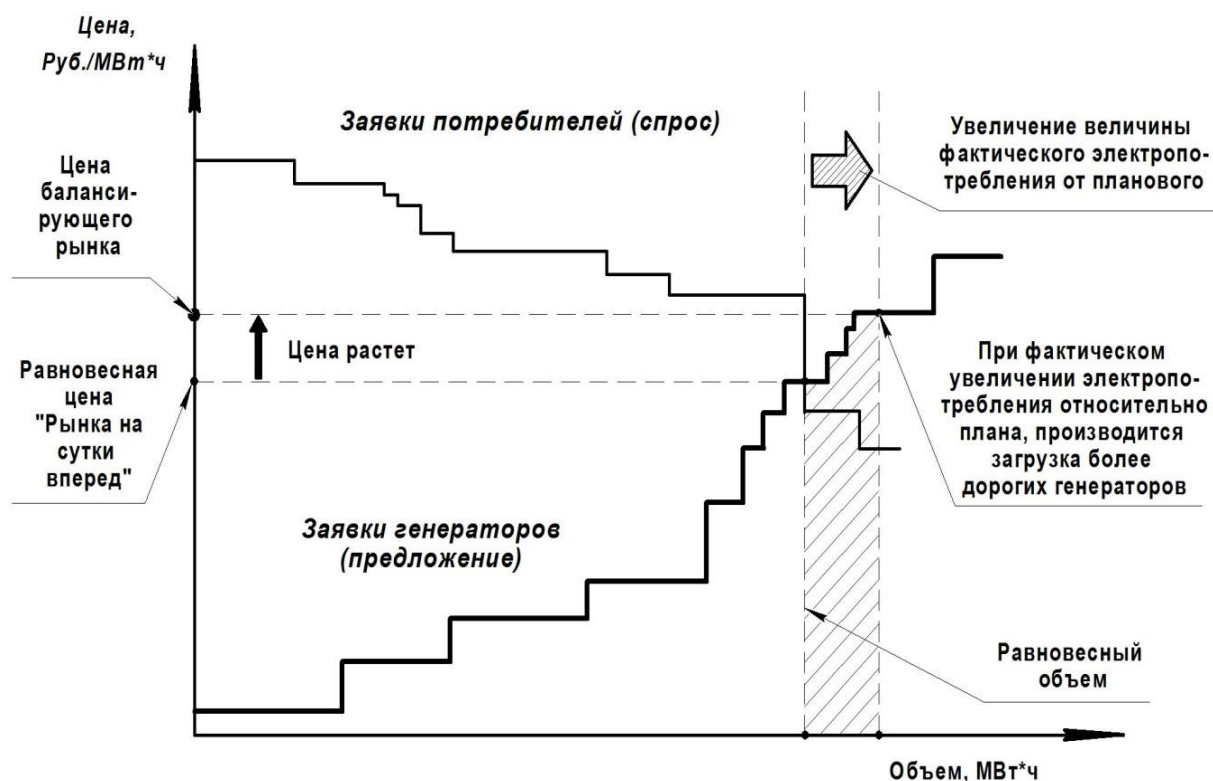 Цена,
Руб./МВт*ч
Заявки потребителей (спрос)
Увеличение величины
фактического электропо-
требления от планового
Цена
баланси-
рующего
рынка
Цена растет
Равновесная
цена
"Рынка на
сутки
вперед"
При фактическом
увеличении электропо-
требления относительно
плана, производится
загрузка более
дорогих генераторов
Заявки генераторов
(предложение)
Равновесный
объем
Объем, МВт*ч